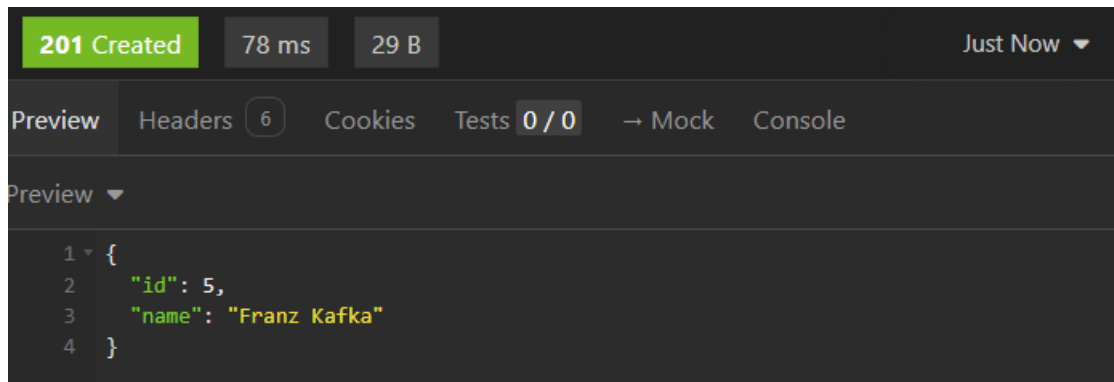 201 Created 78 ms 29 B Just Now
Preview Headers 6 Cookies Tests 0 / 0 → Mock Console
Preview
1 {
2 "id": 5,
3 "name": "Franz Kafka"
4 }